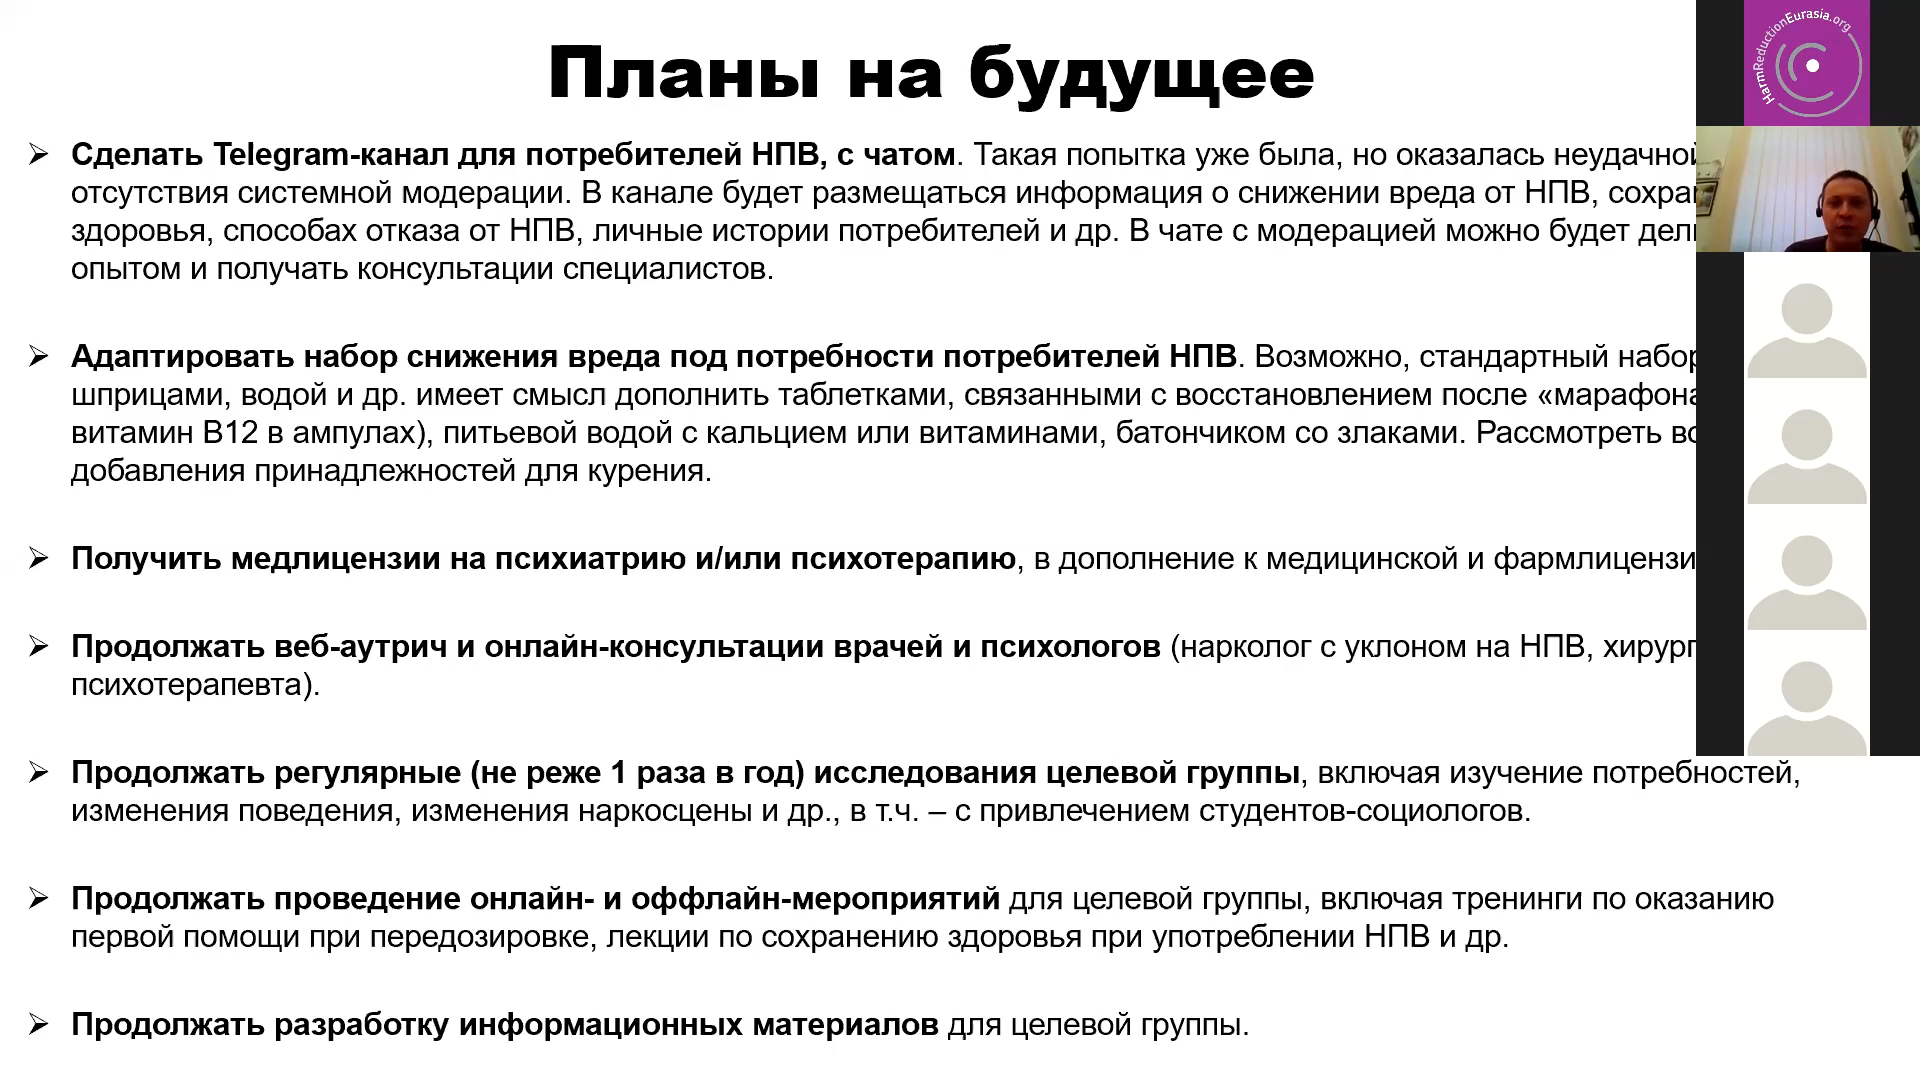 Планы на будущее
HarmReductionEurasia.org
➢ Сделать Telegram-канал для потребителей НПВ, с чатом. Такая попытка уже была, но оказалась
отсутствия системной модерации. В канале будет размещаться информация о снижении вреда от НПВ,
здоровья, способах отказа от НПВ, личные истории потребителей и др. В чате с модерацией можно будет
опытом и получать консультации специалистов.
➢ Адаптировать набор снижения вреда под потребности потребителей НПВ. Возможно, стандартный набор
шприцами, водой и др. имеет смысл дополнить таблетками, связанными с восстановлением после
витамин В12 в ампулах), питьевой водой с кальцием или витаминами, батончиком со злаками. Рассмотреть
добавления принадлежностей для курения.
➢ Получить медлицензии на психиатрию и/или психотерапию, в дополнение к медицинской и
➢ Продолжать веб-аутрич и онлайн-консультации врачей и психологов (нарколог с уклоном на НПВ, хирург
психотерапевта).
➢ Продолжать регулярные (не реже 1 раза в год) исследования целевой группы, включая изучение потребностей,
изменения поведения, изменения наркосцены и др., в т.ч. – с привлечением студентов-социологов.
➢ Продолжать проведение онлайн- и оффлайн-мероприятий для целевой группы, включая тренинги по оказанию
первой помощи при передозировке, лекции по сохранению здоровья при употреблении НПВ и др.
➢ Продолжать разработку информационных материалов для целевой группы.